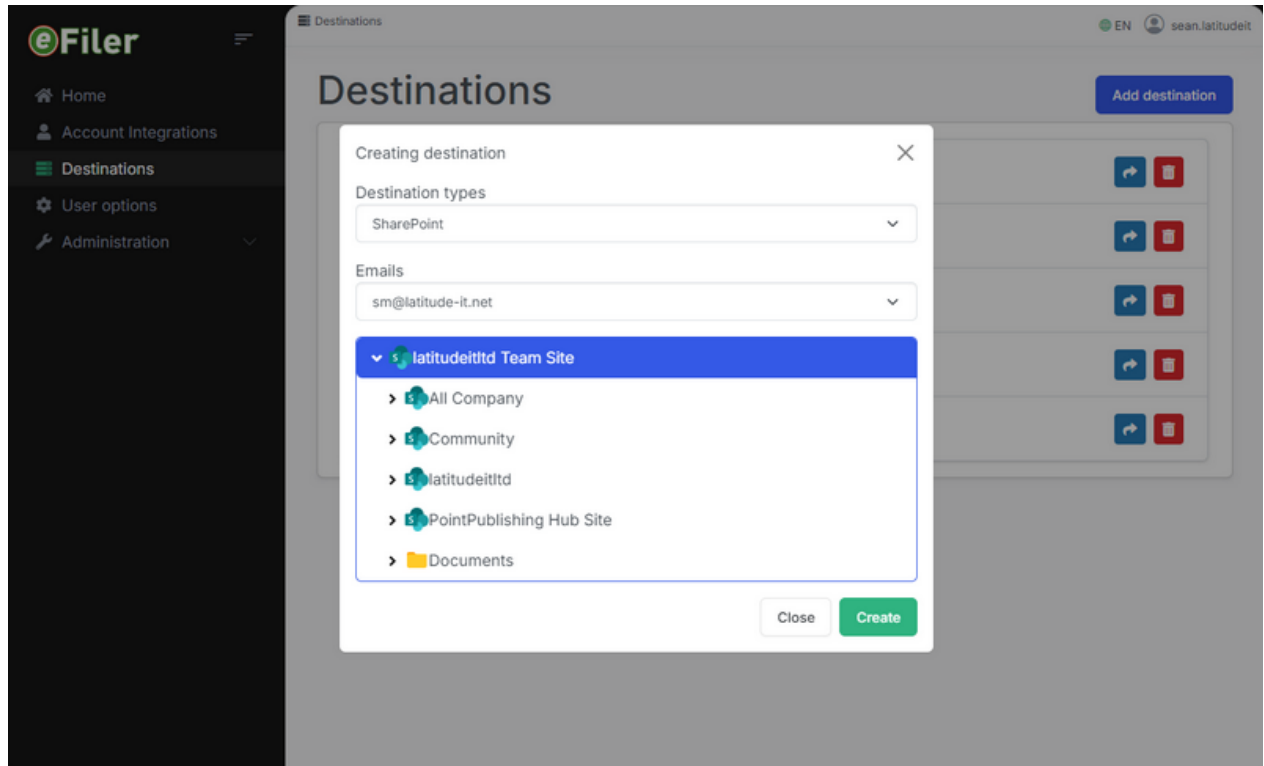 eFiler
Home
Account Integrations
Destinations
User options
Administration
Destinations
EN sean.latitudeit
Destinations
Add destination
Creating destination
Destination types
SharePoint
Emails
sm@latitude-it.net
latitudeitltd Team Site
All Company
Community
latitudeitltd
PointPublishing Hub Site
Documents
Close
Create